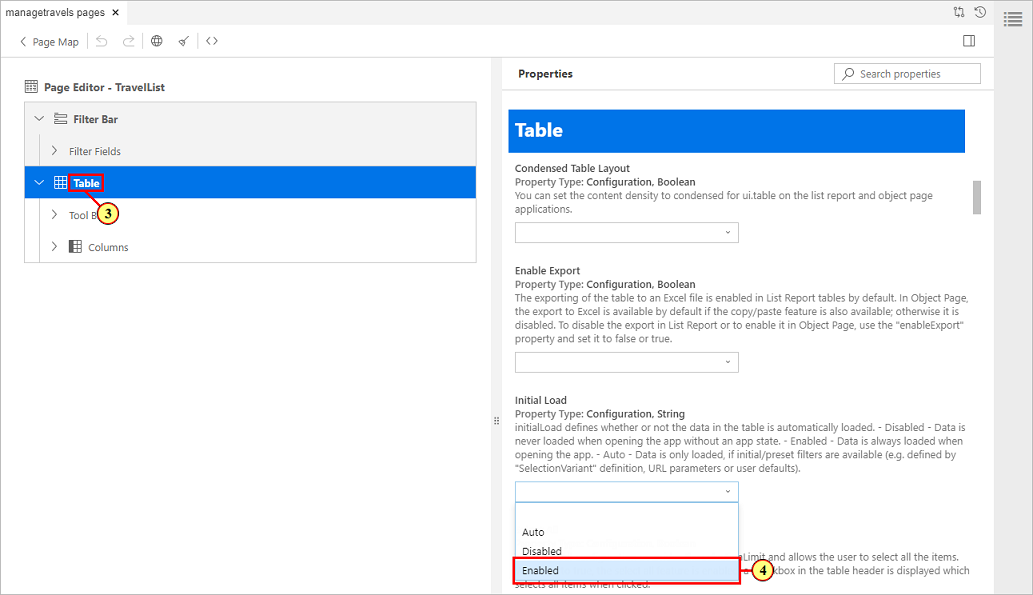 managetravels pages
Page Map
Page Editor - TravelList
Filter Bar
Filter Fields
Table
3
Tool B
Columns
Properties
Search properties
Table
Condensed Table Layout
Property Type: Configuration, Boolean
You can set the content density to condensed for ui.table on the list report and object page
applications.
Enable Export
Property Type: Configuration, Boolean
The exporting of the table to an Excel file is enabled in List Report tables by default. In Object Page,
the export to Excel is available by default if the copy/paste feature is also available; otherwise it is
disabled. To disable the export in List Report or to enable it in Object Page, use the "enableExport"
property and set it to false or true.
Initial Load
Property Type: Configuration, String
initialLoad defines whether or not the data in the table is automatically loaded. - Disabled - Data is
never loaded when opening the app without an app state. - Enabled - Data is always loaded when
opening the app. - Auto - Data is only loaded, if initial/preset filters are available (e.g. defined by
"SelectionVariant" definition, URL parameters or user defaults).
Auto
Disabled
Limit and allows the user to select all the items.
Enabled
4
kbox in the table header is displayed which
selects all items when clicked.